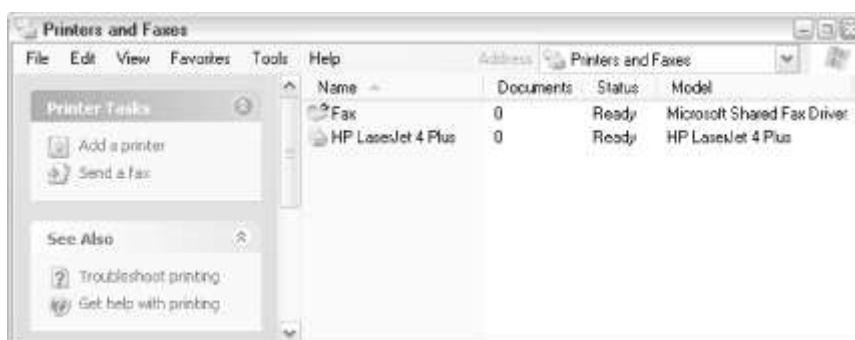 Printers and Faxes
File Edit View Favorites Tools Help Address Printers and Faxes
Name Documents Status Model
Fax 0 Ready Microsoft Shared Fax Driver
HP LaserJet 4 Plus 0 Ready HP LaserJet 4 Plus
Printer Tasks
Add a printer
Send a fax
See Also
Troubleshoot printing
Get help with printing